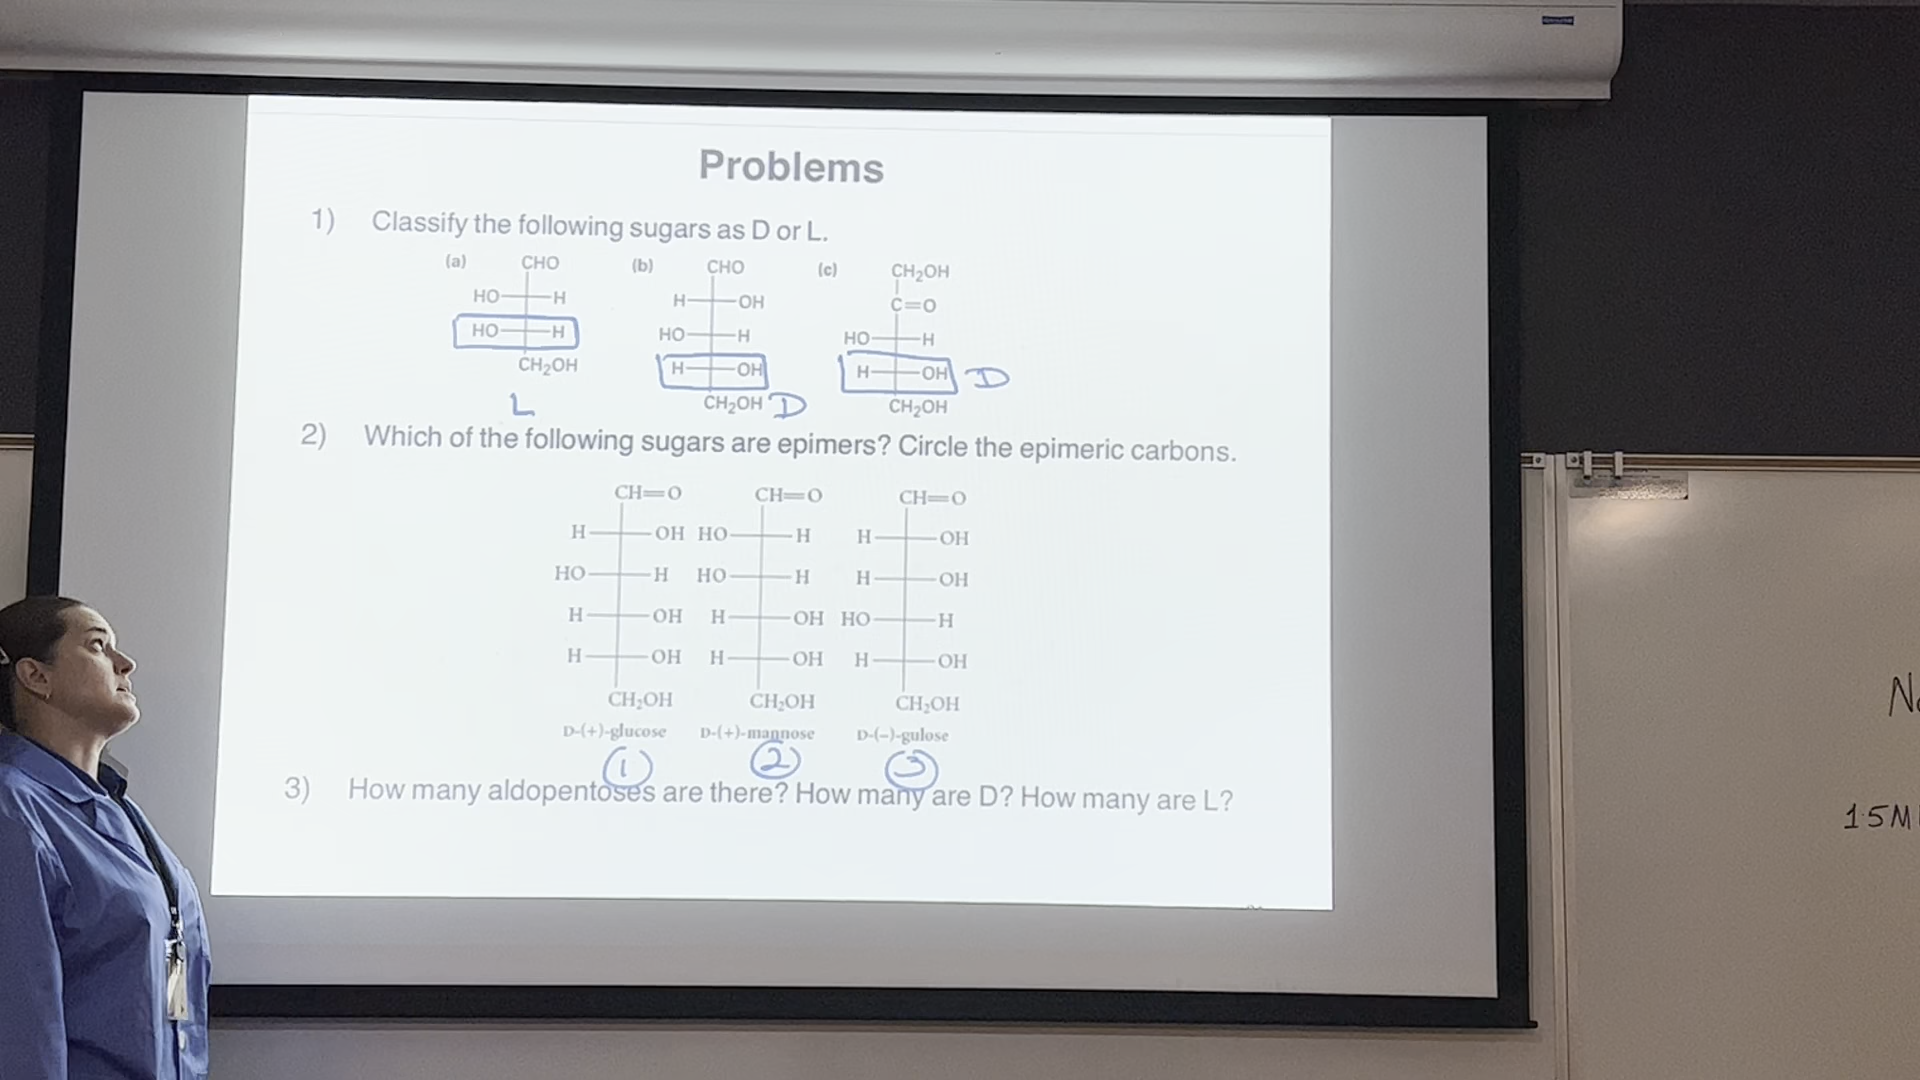 Problems
1) Classify the following sugars as D or L.
(a) CHO (b) CHO (c) CH₂OH
HO H H OH C=O
HO H HO H HO H
CH₂OH H OH H OH D
L CH₂OH D CH₂OH
2) Which of the following sugars are epimers? Circle the epimeric carbons.
CH=O CH=O CH=O
H OH HO H H OH
HO H HO H H OH
H OH H OH HO H
H OH H OH H OH
CH₂OH CH₂OH CH₂OH
D-(+)-glucose D-(+)-mannose D-(–)-gulose
1 2 3
3) How many aldopentoses are there? How many are D? How many are L?